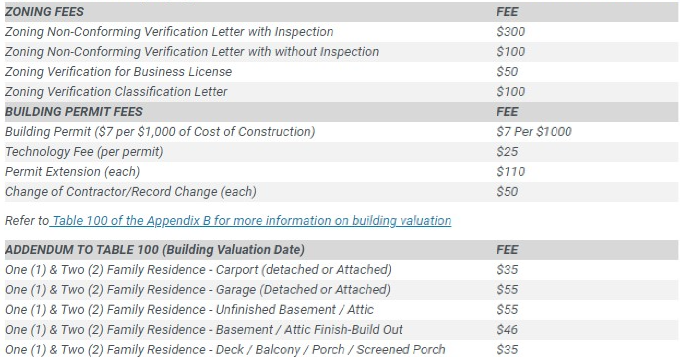 ZONING FEES FEE
Zoning Non-Conforming Verification Letter with Inspection $300
Zoning Non-Conforming Verification Letter with without Inspection $100
Zoning Verification for Business License $50
Zoning Verification Classification Letter $100
BUILDING PERMIT FEES FEE
Building Permit ($7 per $1,000 of Cost of Construction) $7 Per $1000
Technology Fee (per permit) $25
Permit Extension (each) $110
Change of Contractor/Record Change (each) $50
Refer to Table 100 of the Appendix B for more information on building valuation
ADDENDUM TO TABLE 100 (Building Valuation Date) FEE
One (1) & Two (2) Family Residence - Carport (detached or Attached) $35
One (1) & Two (2) Family Residence - Garage (Detached or Attached) $55
One (1) & Two (2) Family Residence - Unfinished Basement / Attic $55
One (1) & Two (2) Family Residence - Basement / Attic Finish-Build Out $46
One (1) & Two (2) Family Residence - Deck / Balcony / Porch / Screened Porch $35